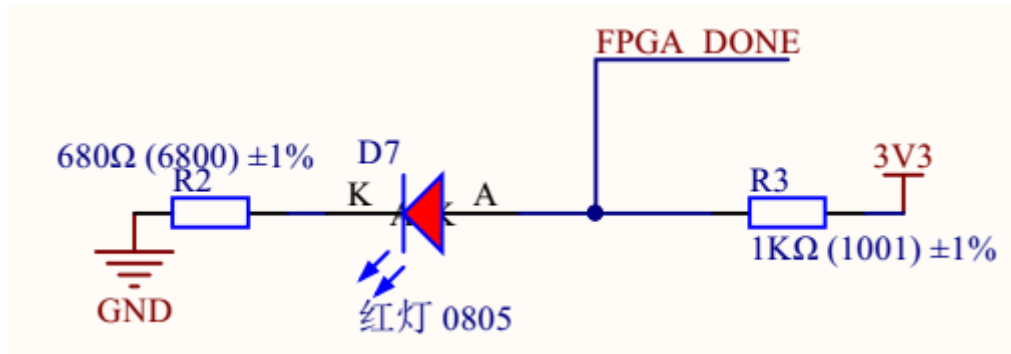 FPGA_DONE
680Ω (6800) ±1%
D7
3V3
R2
K
A
R3
1KΩ (1001) ±1%
GND
红灯 0805